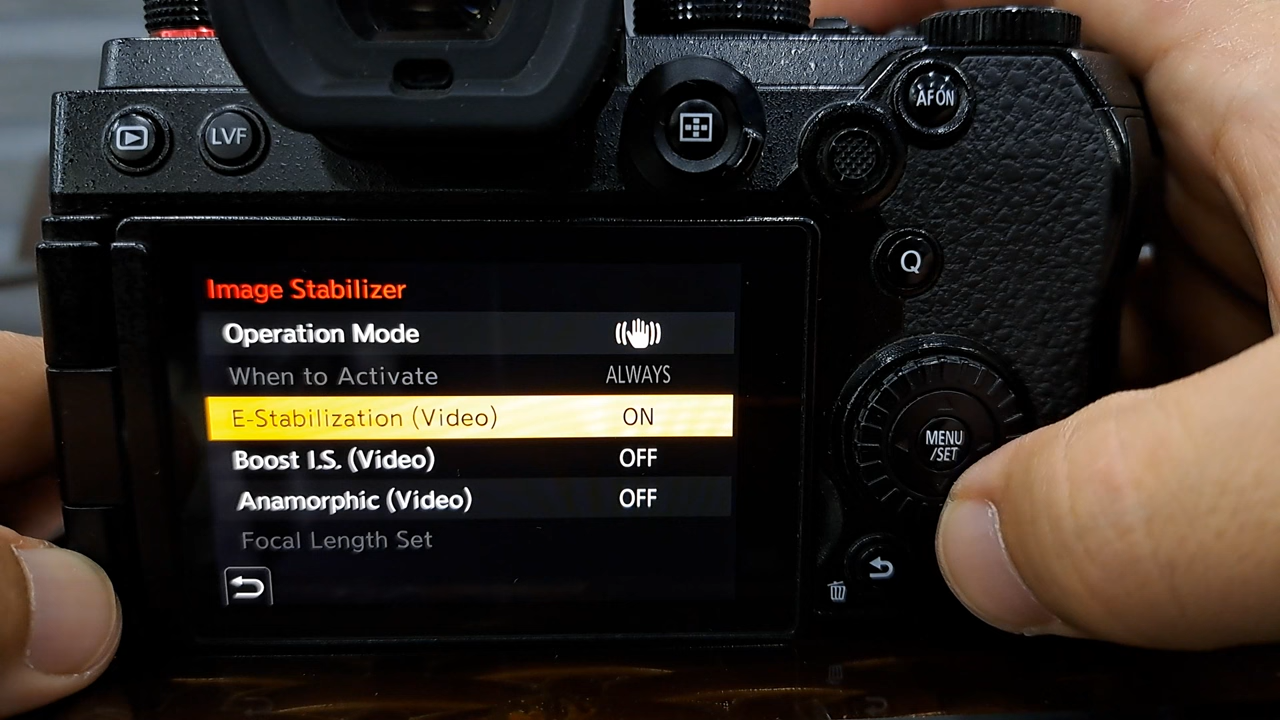 LVF
AF ON
Q
Image Stabilizer
Operation Mode
When to Activate ALWAYS
E-Stabilization (Video) ON
Boost I.S. (Video) OFF
Anamorphic (Video) OFF
Focal Length Set
MENU
/SET